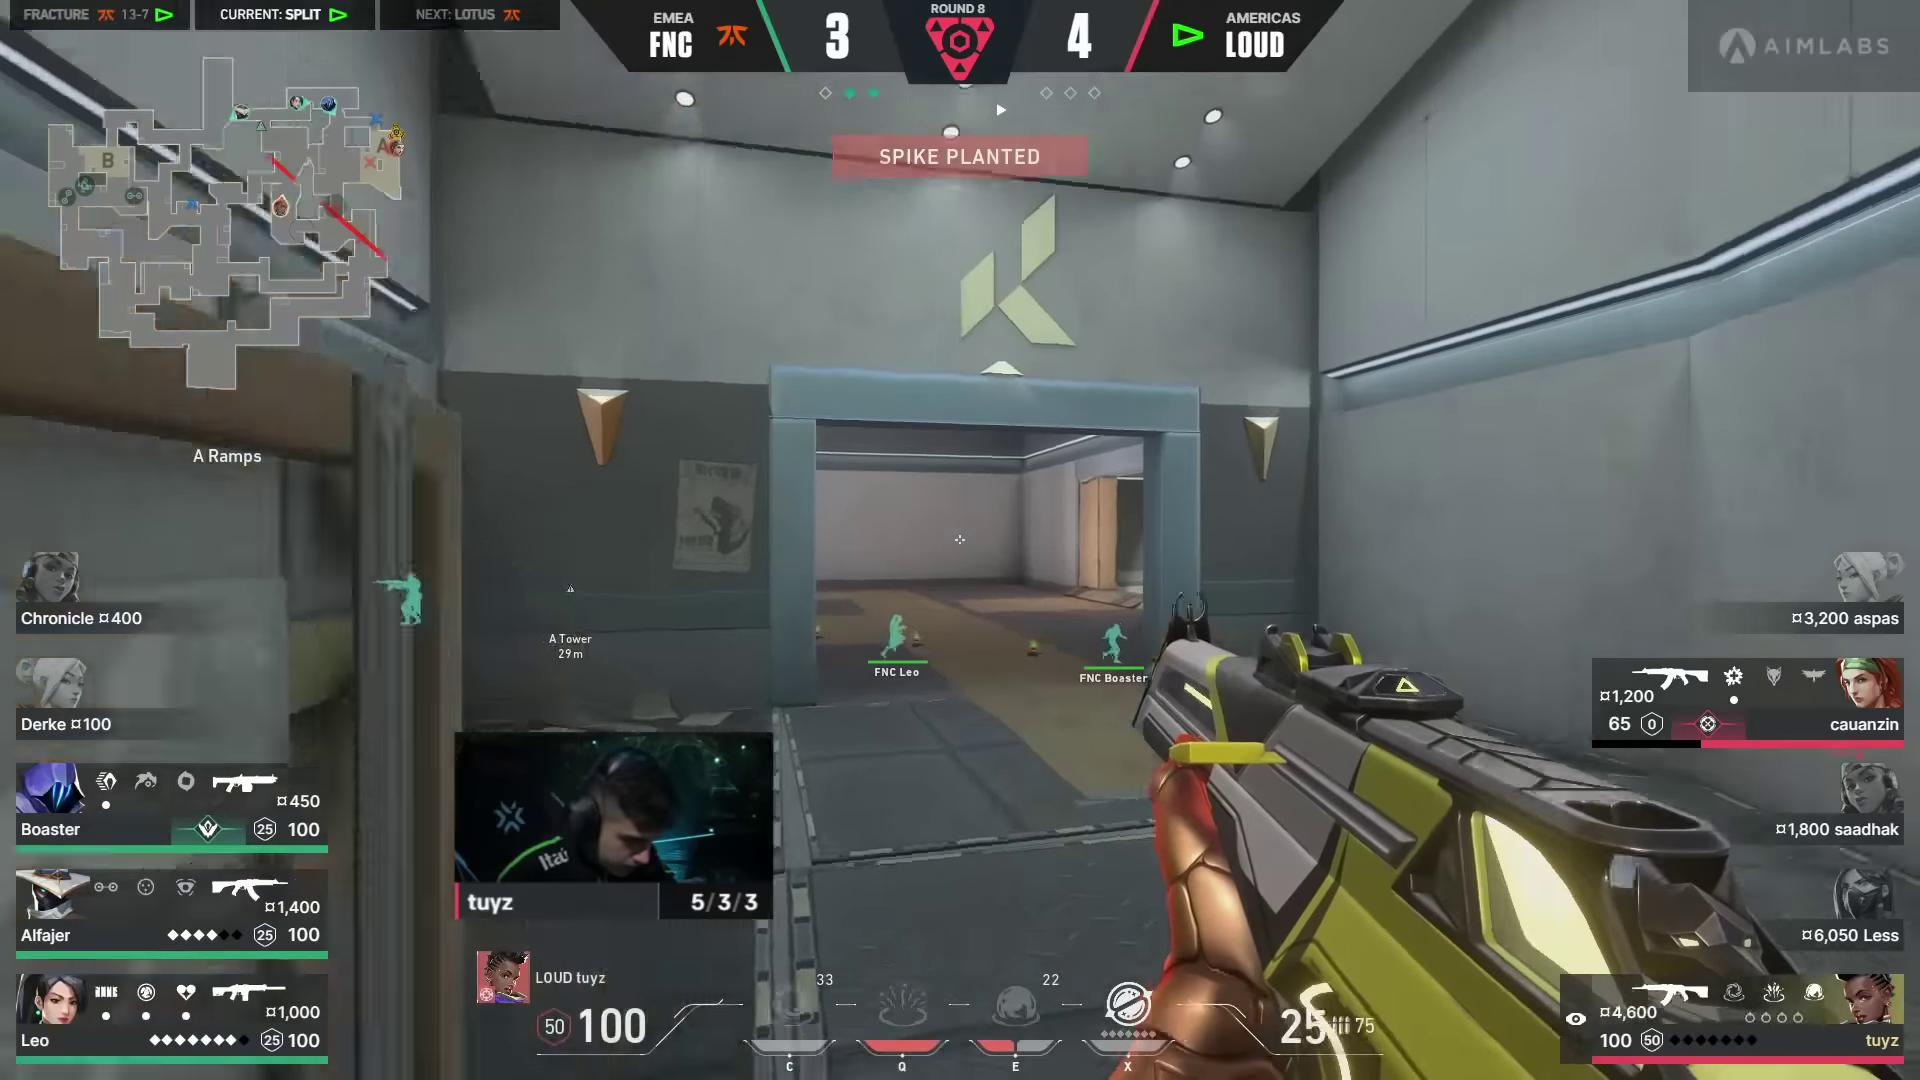 FRACTURE 13-7
CURRENT: SPLIT
NEXT: LOTUS
EMEA
FNC
3
ROUND 8
4
AMERICAS
LOUD
AIMLABS
SPIKE PLANTED
B
A
A Ramps
A Tower
29m
FNC Leo
FNC Boaster
Chronicle ¤400
Derke ¤100
¤450
Boaster 25 100
¤1,400
Alfajer 25 100
¤1,000
Leo 25 100
¤3,200 aspas
¤1,200
65 0 cauanzin
¤1,800 saadhak
¤6,050 Less
¤4,600
100 50 tuyz
tuyz 5/3/3
LOUD tuyz
50 100
33
22
25 75
C Q E X